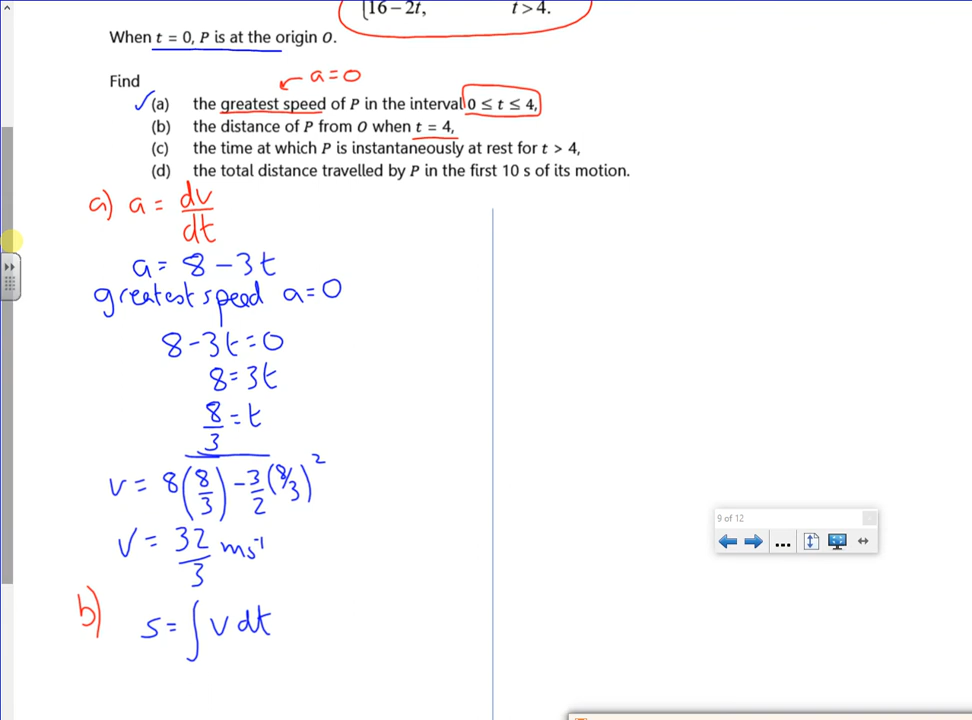 16 − 2t, t > 4.
When t = 0, P is at the origin O.
Find
a = 0
(a) the greatest speed of P in the interval 0 ≤ t ≤ 4,
(b) the distance of P from O when t = 4,
(c) the time at which P is instantaneously at rest for t > 4,
(d) the total distance travelled by P in the first 10 s of its motion.
a) a = dv/dt
a = 8 − 3t
greatest speed a = 0
8 − 3t = 0
8 = 3t
8/3 = t
v = 8(8/3) − 3/2(8/3)²
v = 32/3 ms⁻¹
b) s = ∫ v dt
9 of 12